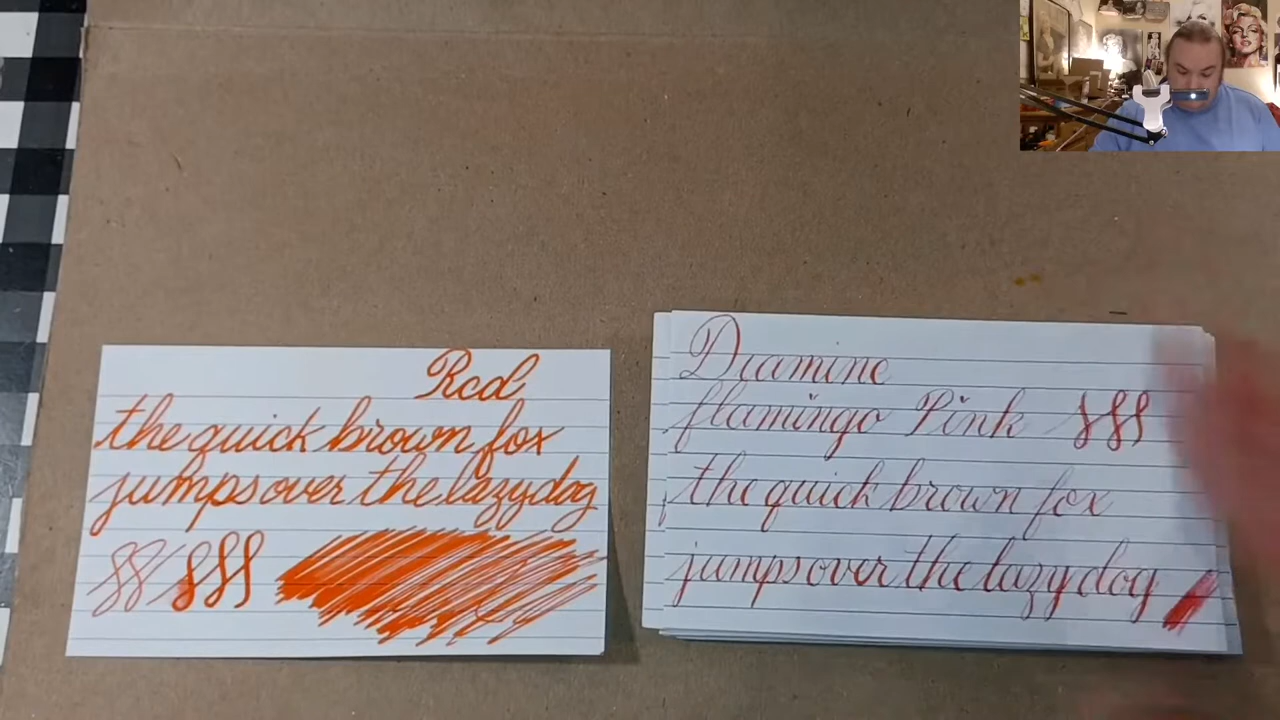 Red
the quick brown fox
jumps over the lazy dog
Diamine
flamingo Pink
the quick brown fox
jumps over the lazy dog